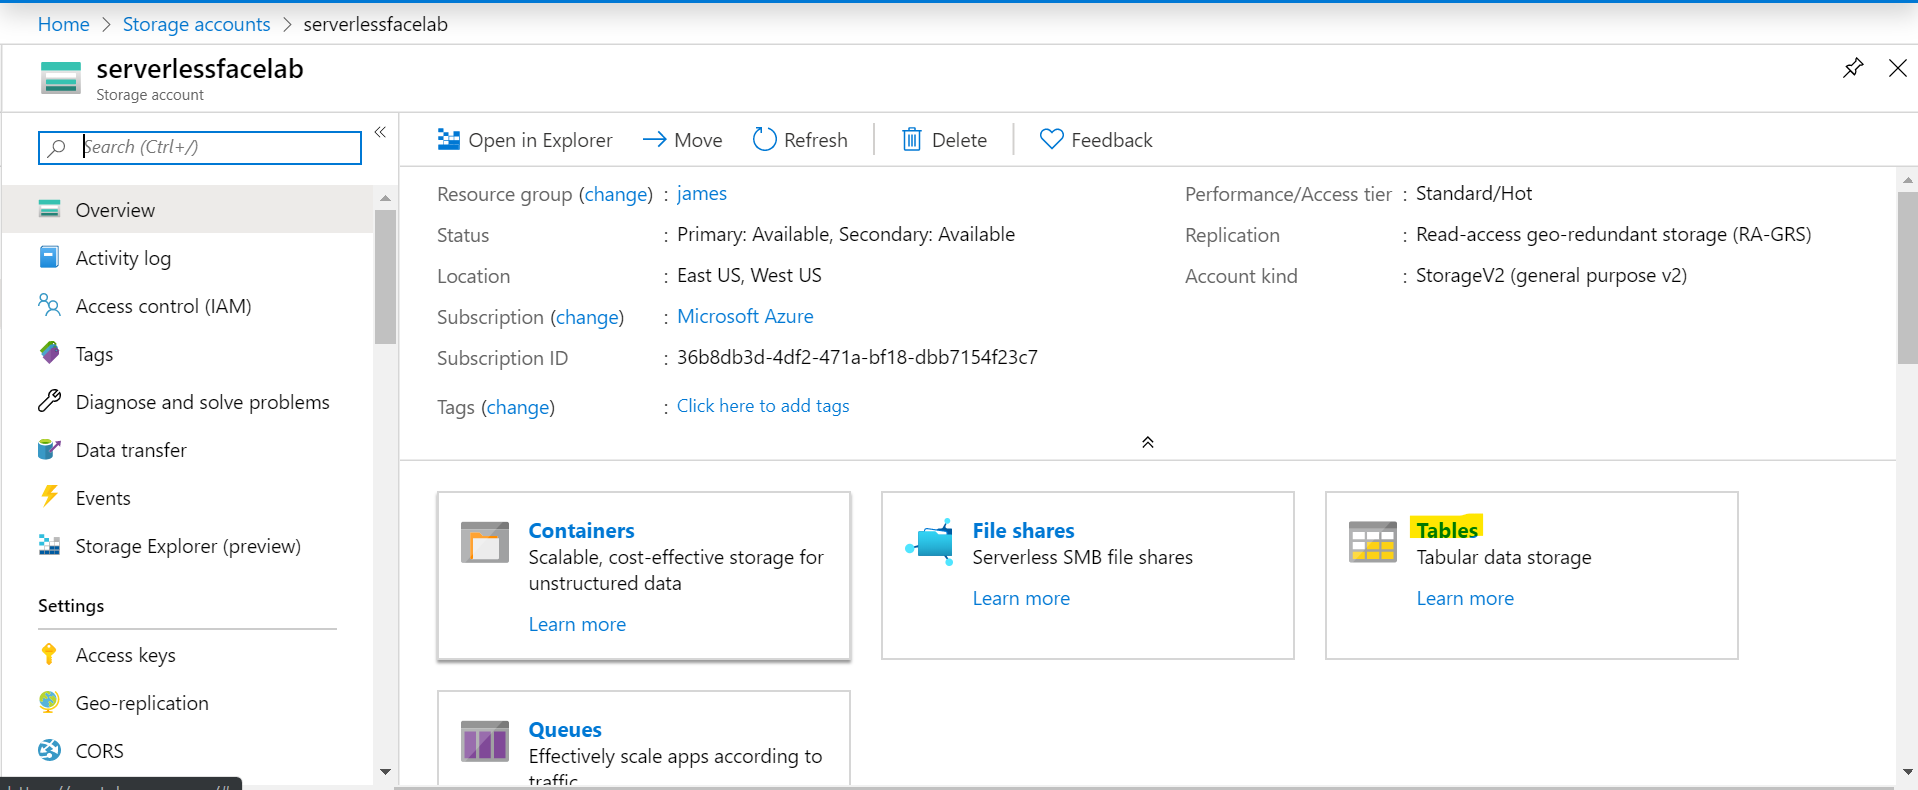 Home > Storage accounts > serverlessfacelab
serverlessfacelab
Storage account
Search (Ctrl+/)
Overview
Activity log
Access control (IAM)
Tags
Diagnose and solve problems
Data transfer
Events
Storage Explorer (preview)
Settings
Access keys
Geo-replication
CORS
Open in Explorer Move Refresh Delete Feedback
Resource group (change) : james
Status : Primary: Available, Secondary: Available
Location : East US, West US
Subscription (change) : Microsoft Azure
Subscription ID : 36b8db3d-4df2-471a-bf18-dbb7154f23c7
Tags (change) : Click here to add tags
Performance/Access tier : Standard/Hot
Replication : Read-access geo-redundant storage (RA-GRS)
Account kind : StorageV2 (general purpose v2)
Containers
Scalable, cost-effective storage for
unstructured data
Learn more
File shares
Serverless SMB file shares
Learn more
Tables
Tabular data storage
Learn more
Queues
Effectively scale apps according to
traffic